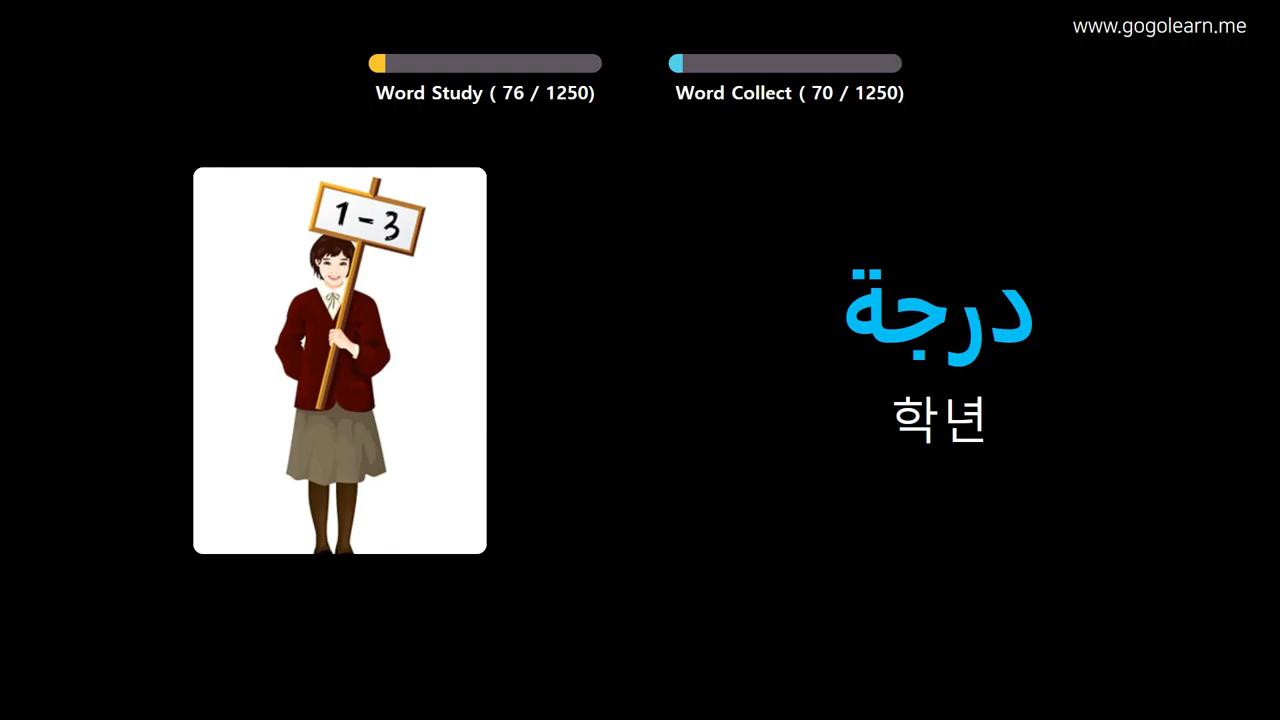 www.gogolearn.me
Word Study ( 76 / 1250)
Word Collect ( 70 / 1250)
1 - 3
درجة
학년